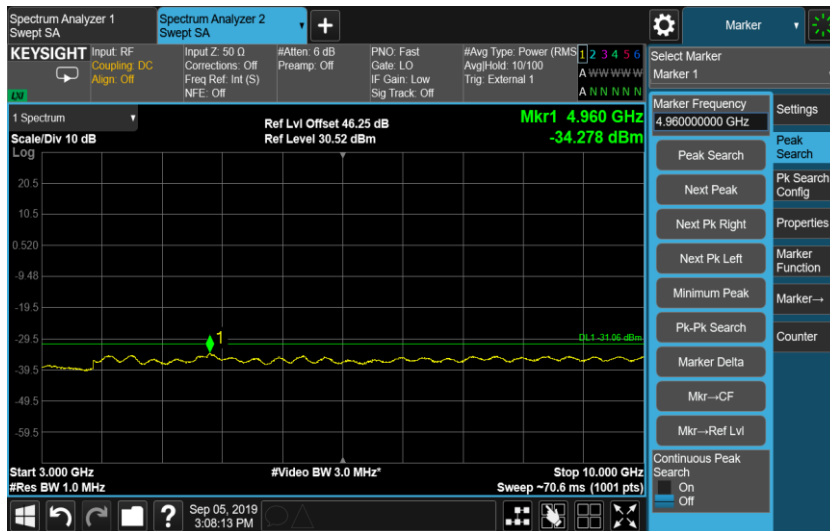 Spectrum Analyzer 1
Swept SA
Spectrum Analyzer 2
Swept SA
+
Marker
KEYSIGHT
LXI
Input: RF
Coupling: DC
Align: Off
Input Z: 50 Ω
Corrections: Off
Freq Ref: Int (S)
NFE: Off
#Atten: 6 dB
Preamp: Off
PNO: Fast
Gate: LO
IF Gain: Low
Sig Track: Off
#Avg Type: Power (RMS
Avg|Hold: 10/100
Trig: External 1
1 2 3 4 5 6
A W W W W W
A N N N N N
Select Marker
Marker 1
1 Spectrum
Scale/Div 10 dB
Log
Ref Lvl Offset 46.25 dB
Ref Level 30.52 dBm
Mkr1 4.960 GHz
-34.278 dBm
20.5
10.5
0.520
-9.48
-19.5
-29.5
-39.5
-49.5
-59.5
1
DL1 -31.06 dBm
Start 3.000 GHz
#Res BW 1.0 MHz
#Video BW 3.0 MHz*
Stop 10.000 GHz
Sweep ~70.6 ms (1001 pts)
Marker Frequency
4.960000000 GHz
Peak Search
Next Peak
Next Pk Right
Next Pk Left
Minimum Peak
Pk-Pk Search
Marker Delta
Mkr→CF
Mkr→Ref Lvl
Continuous Peak
Search
On
Off
Settings
Peak
Search
Pk Search
Config
Properties
Marker
Function
Marker→
Counter
?
Sep 05, 2019
3:08:13 PM